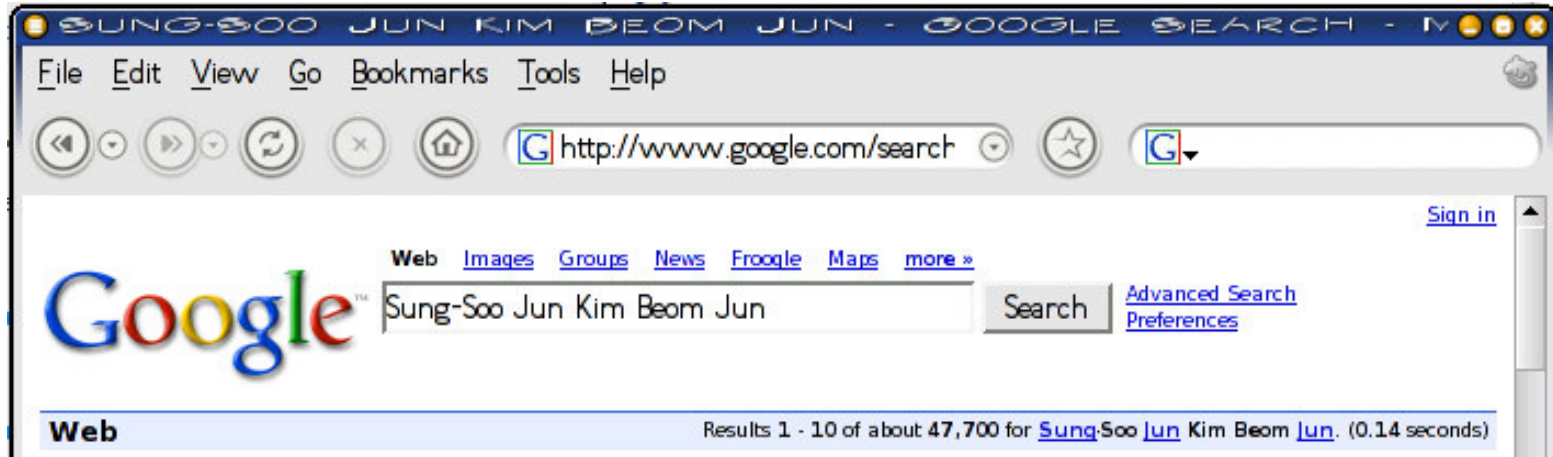 SUNG-SOO JUN KIM BEOM JUN - GOOGLE SEARCH - M
File Edit View Go Bookmarks Tools Help
G http://www.google.com/search G
Sign in
Web Images Groups News Froogle Maps more »
Google™ Sung-Soo Jun Kim Beom Jun Search Advanced Search
Preferences
Web Results 1 - 10 of about 47,700 for Sung-Soo Jun Kim Beom Jun. (0.14 seconds)